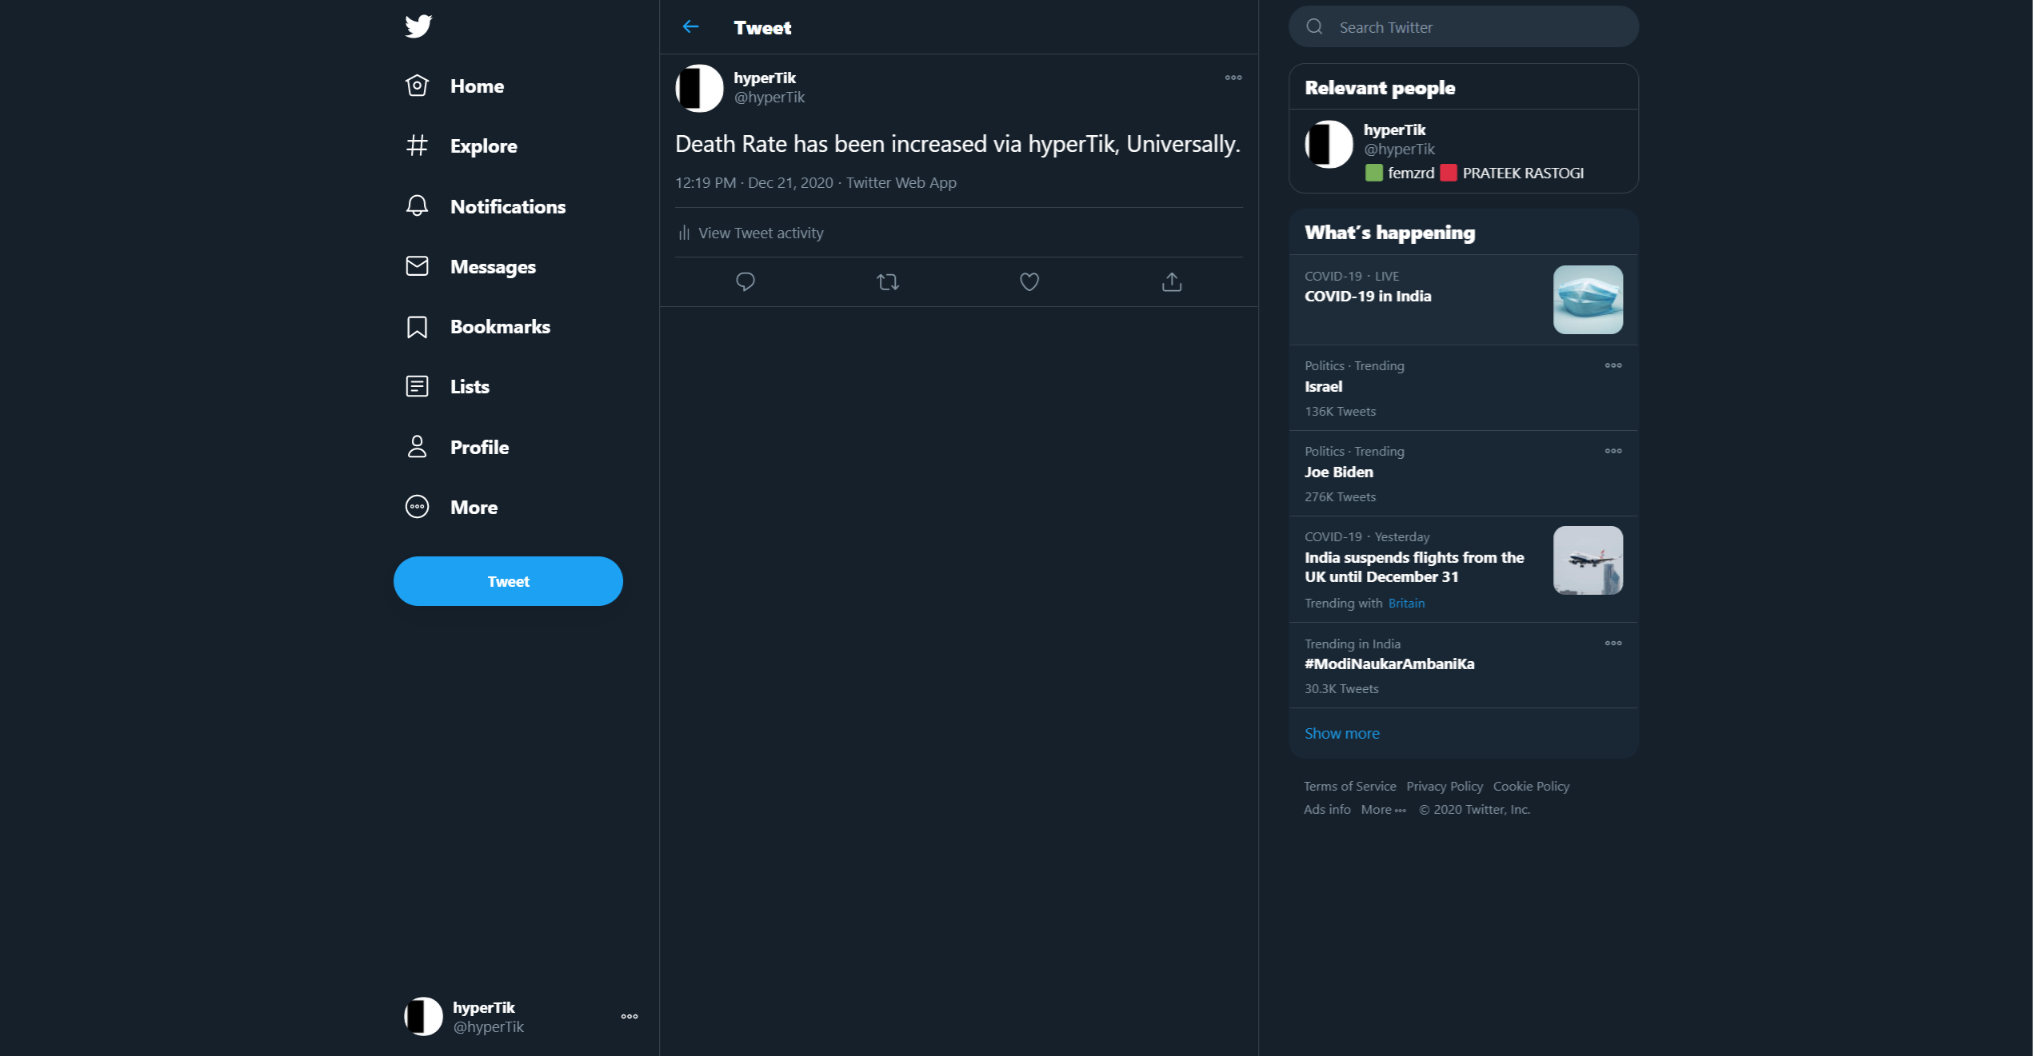 Home
Explore
Notifications
Messages
Bookmarks
Lists
Profile
More
Tweet
hyperTik
@hyperTik
Tweet
hyperTik
@hyperTik
Death Rate has been increased via hyperTik, Universally.
12:19 PM · Dec 21, 2020 · Twitter Web App
View Tweet activity
Search Twitter
Relevant people
hyperTik
@hyperTik
femzrd PRATEEK RASTOGI
What's happening
COVID-19 · LIVE
COVID-19 in India
Politics · Trending
Israel
136K Tweets
Politics · Trending
Joe Biden
276K Tweets
COVID-19 · Yesterday
India suspends flights from the
UK until December 31
Trending with Britain
Trending in India
#ModiNaukarAmbaniKa
30.3K Tweets
Show more
Terms of Service Privacy Policy Cookie Policy
Ads info More ··· © 2020 Twitter, Inc.